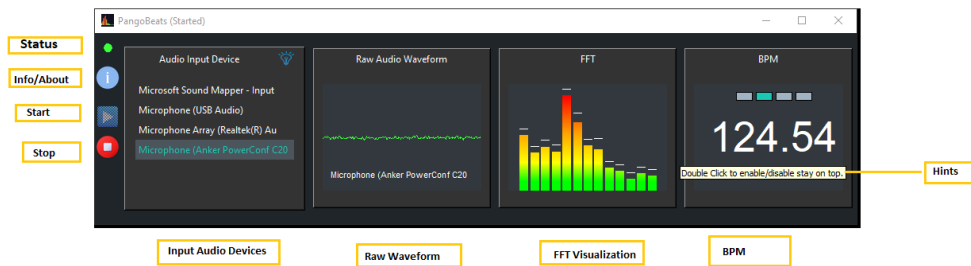 PangoBeats (Started)
Status
Info/About
Start
Stop
Audio Input Device
Microsoft Sound Mapper - Input
Microphone (USB Audio)
Microphone Array (Realtek(R) Au
Microphone (Anker PowerConf C20
Raw Audio Waveform
Microphone (Anker PowerConf C20
FFT
BPM
124.54
Double Click to enable/disable stay on top.
Hints
Input Audio Devices
Raw Waveform
FFT Visualization
BPM